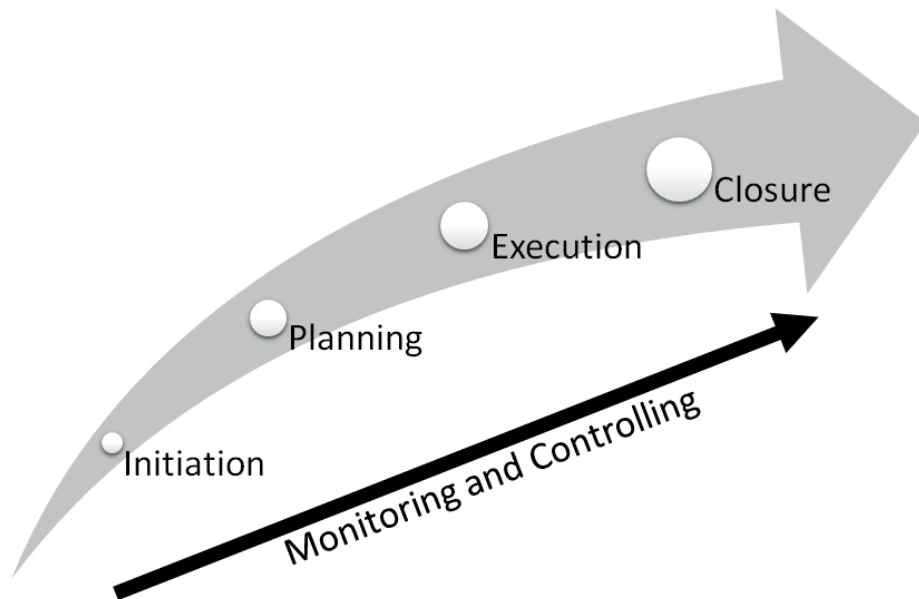 Closure
Execution
Planning
Initiation
Monitoring and Controlling